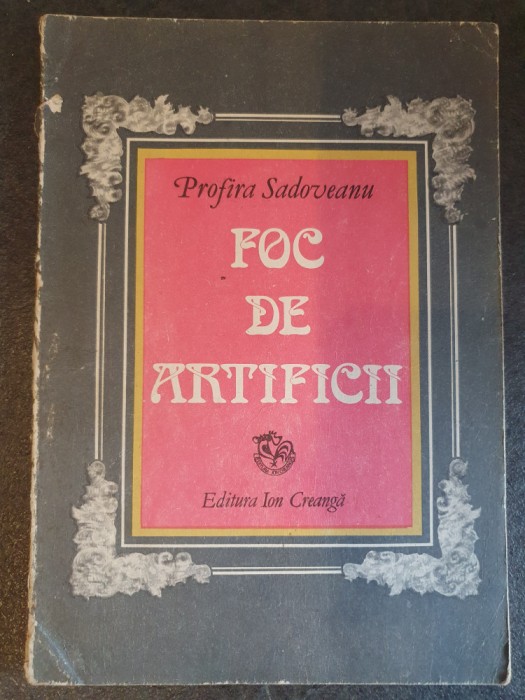 Profira Sadoveanu
FOC
DE
ARTIFICII
Editura Ion Creangă